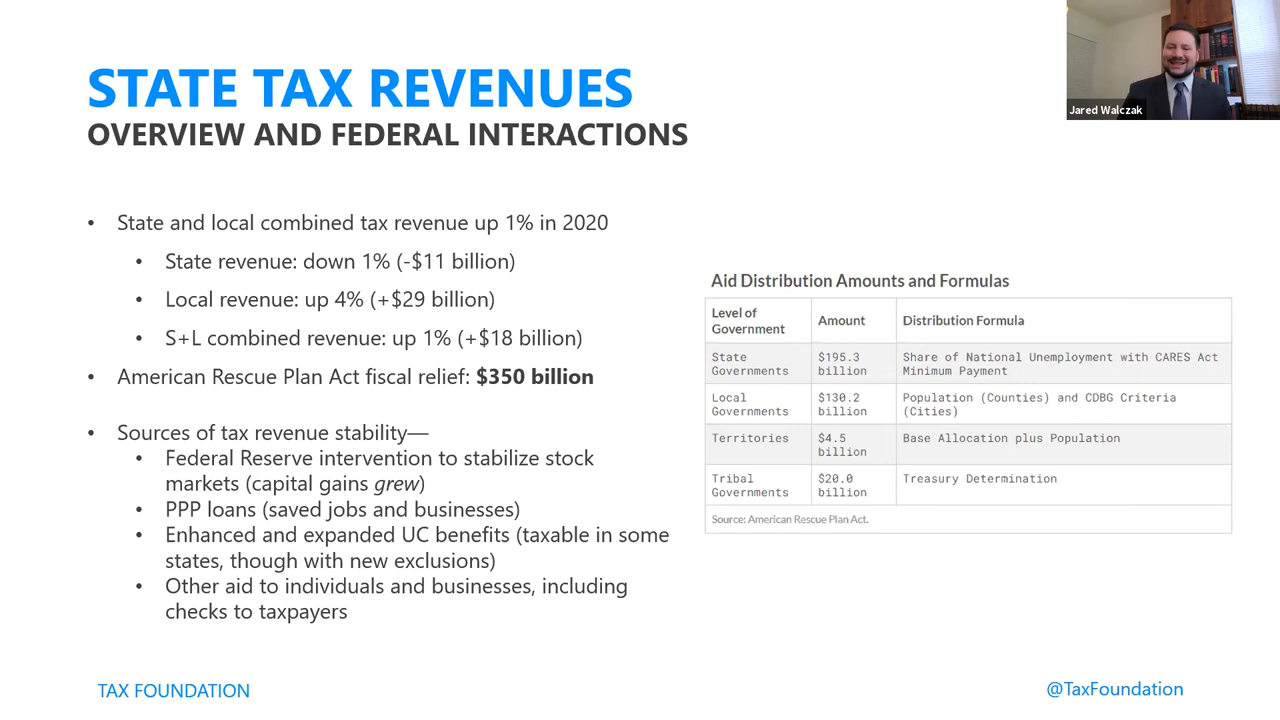 Jared Walczak
STATE TAX REVENUES
OVERVIEW AND FEDERAL INTERACTIONS
• State and local combined tax revenue up 1% in 2020
• State revenue: down 1% (-$11 billion)
• Local revenue: up 4% (+$29 billion)
• S+L combined revenue: up 1% (+$18 billion)
• American Rescue Plan Act fiscal relief: $350 billion
• Sources of tax revenue stability—
• Federal Reserve intervention to stabilize stock
markets (capital gains grew)
• PPP loans (saved jobs and businesses)
• Enhanced and expanded UC benefits (taxable in some
states, though with new exclusions)
• Other aid to individuals and businesses, including
checks to taxpayers
Aid Distribution Amounts and Formulas
Level of
Government
Amount
Distribution Formula
State
Governments
$195.3
billion
Share of National Unemployment with CARES Act
Minimum Payment
Local
Governments
$130.2
billion
Population (Counties) and CDBG Criteria
(Cities)
Territories
$4.5
billion
Base Allocation plus Population
Tribal
Governments
$20.0
billion
Treasury Determination
Source: American Rescue Plan Act.
TAX FOUNDATION
@TaxFoundation